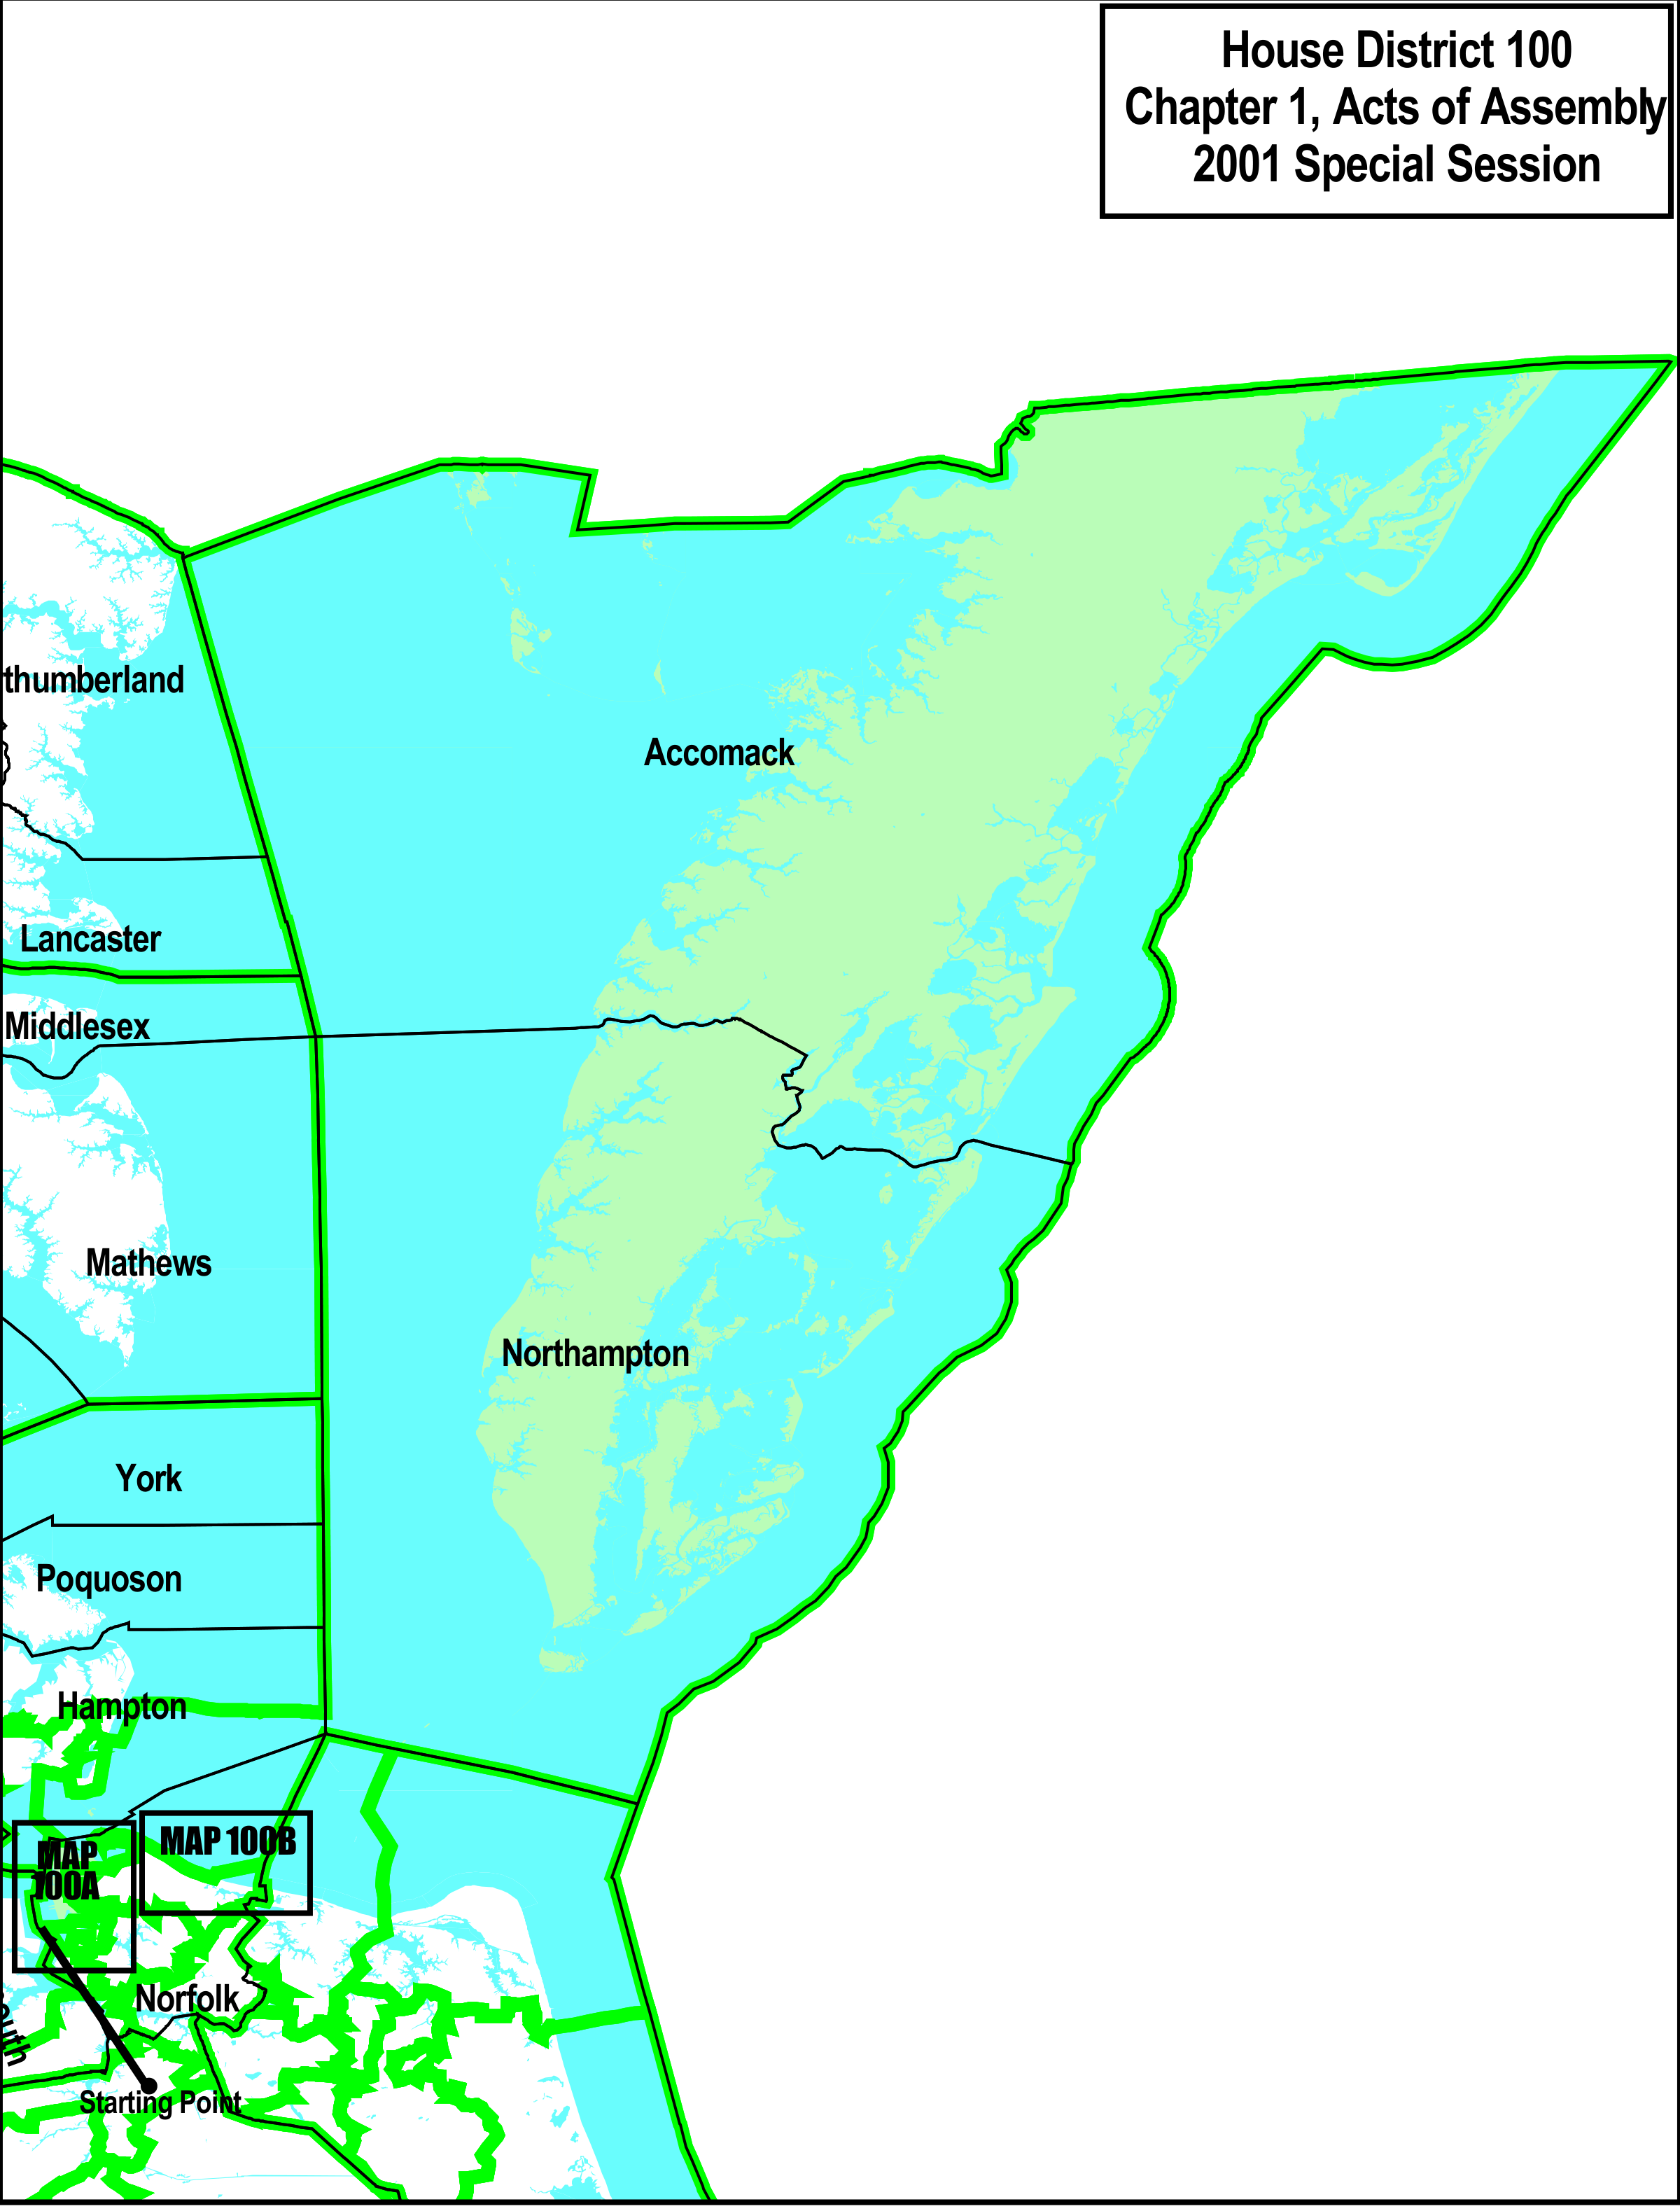 House District 100
Chapter 1, Acts of Assembly
2001 Special Session
thumberland
Accomack
Lancaster
Middlesex
Mathews
Northampton
York
Poquoson
Hampton
MAP 100B
MAP
100A
Norfolk
outh
Starting Point